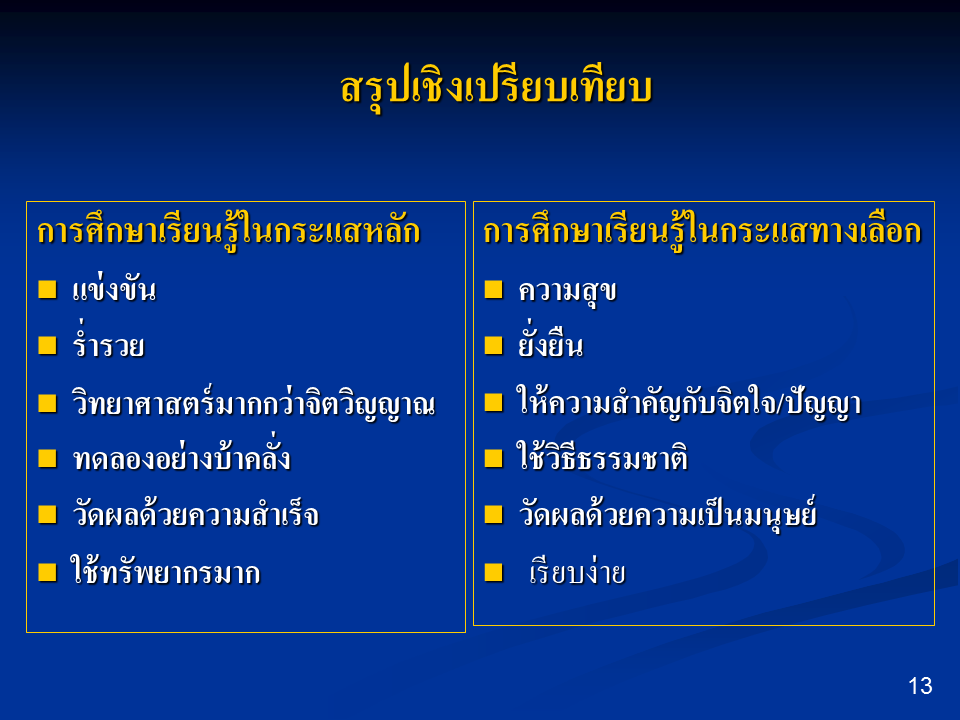 สรุปเชิงเปรียบเทียบ
การศึกษาเรียนรู้ในกระแสหลัก
แข่งขัน
ร่ำรวย
วิทยาศาสตร์มากกว่าจิตวิญญาณ
ทดลองอย่างบ้าคลั่ง
วัดผลด้วยความสำเร็จ
ใช้ทรัพยากรมาก
การศึกษาเรียนรู้ในกระแสทางเลือก
ความสุข
ยั่งยืน
ให้ความสำคัญกับจิตใจ/ปัญญา
ใช้วิธีธรรมชาติ
วัดผลด้วยความเป็นมนุษย์
เรียบง่าย
13